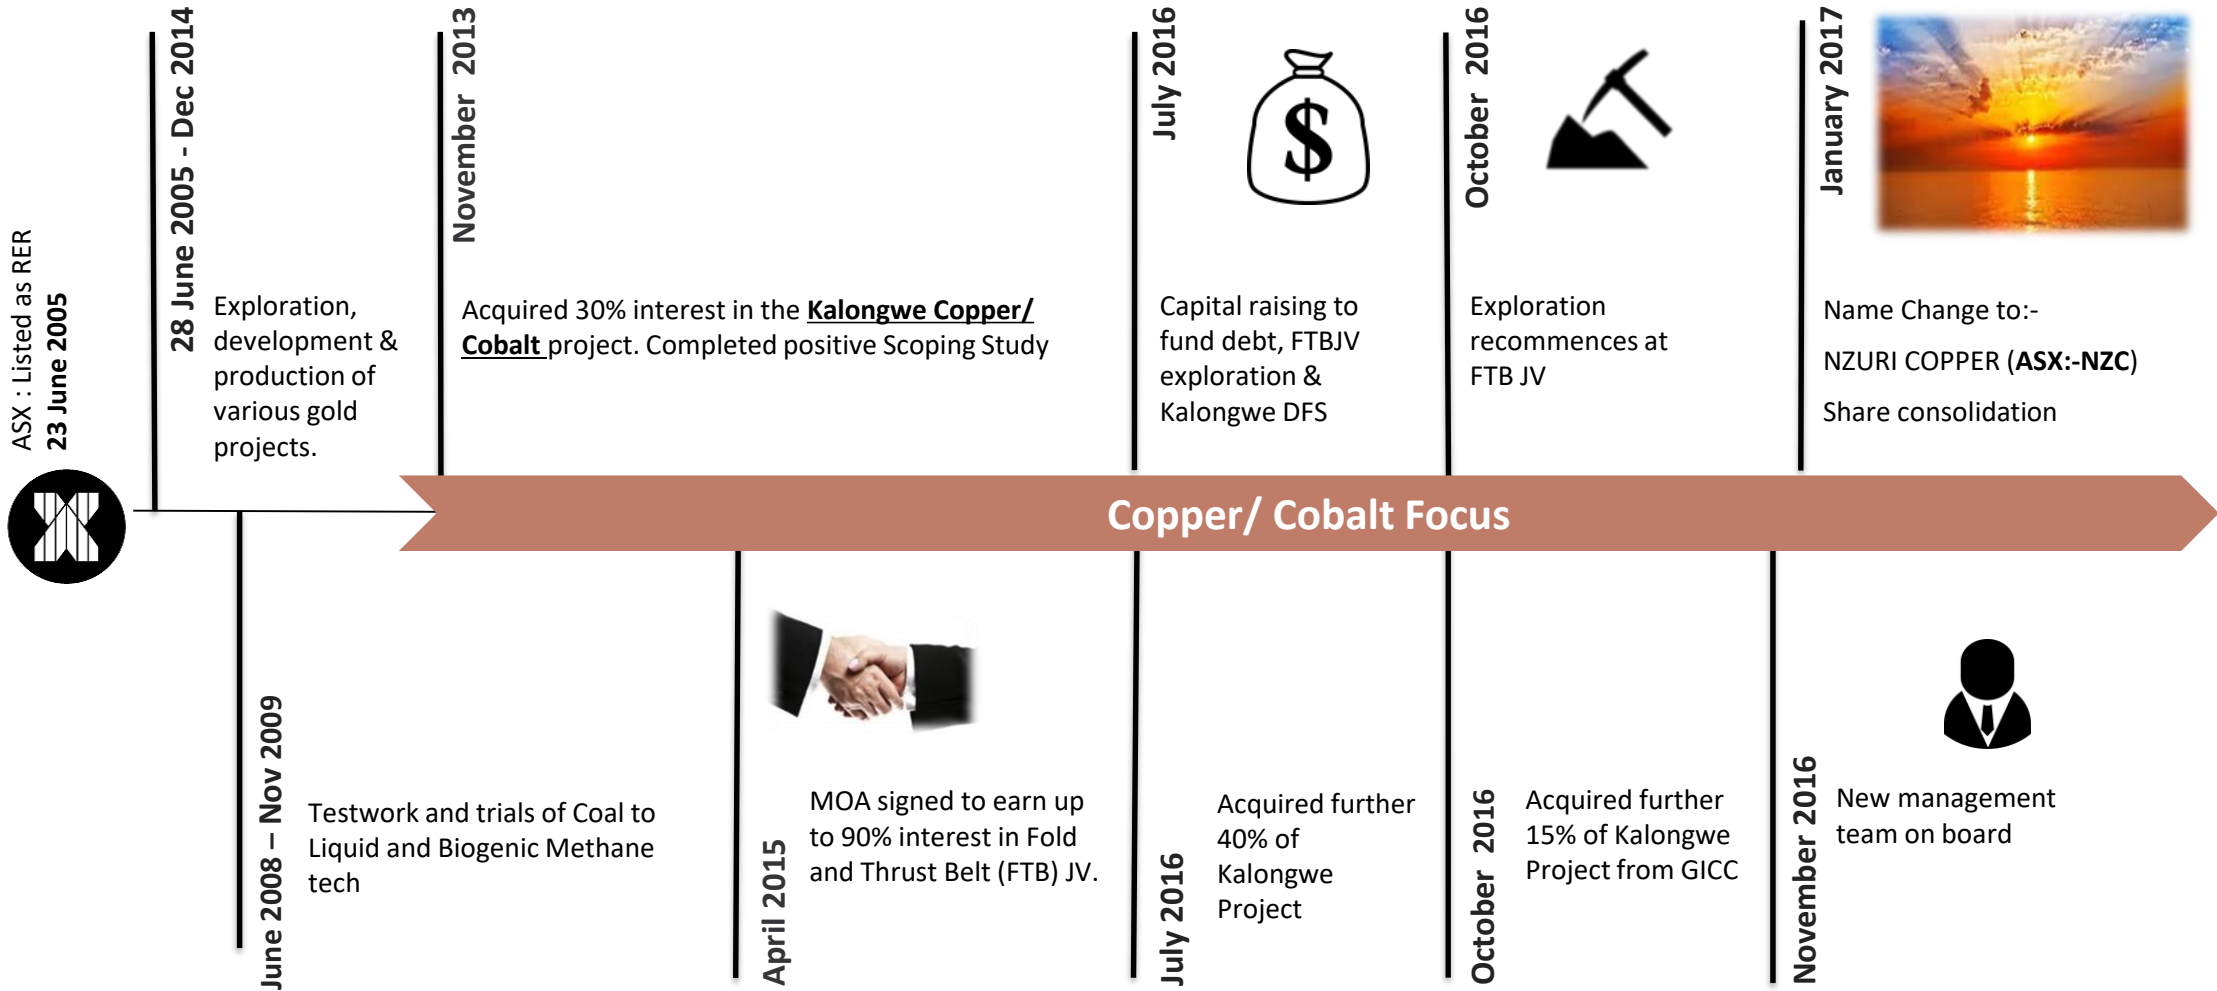 ASX : Listed as RER
23 June 2005
28 June 2005 - Dec 2014
Exploration,
development &
production of
various gold
projects.
November 2013
Acquired 30% interest in the Kalongwe Copper/
Cobalt project. Completed positive Scoping Study
July 2016
$
Capital raising to
fund debt, FTBJV
exploration &
Kalongwe DFS
October 2016
Exploration
recommences at
FTB JV
January 2017
Name Change to:-
NZURI COPPER (ASX:-NZC)
Share consolidation
Copper/ Cobalt Focus
June 2008 – Nov 2009
Testwork and trials of Coal to
Liquid and Biogenic Methane
tech
April 2015
MOA signed to earn up
to 90% interest in Fold
and Thrust Belt (FTB) JV.
July 2016
Acquired further
40% of
Kalongwe
Project
October 2016
Acquired further
15% of Kalongwe
Project from GICC
November 2016
New management
team on board